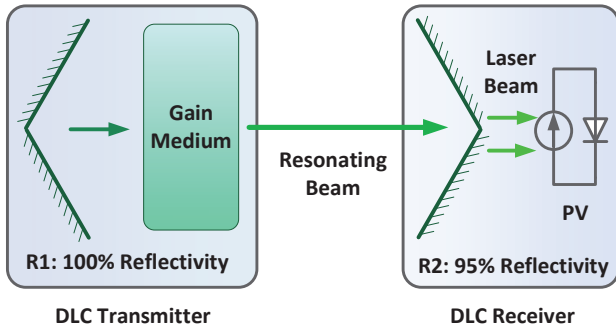 Gain
Medium
R1: 100% Reflectivity
DLC Transmitter
Resonating
Beam
Laser
Beam
PV
R2: 95% Reflectivity
DLC Receiver